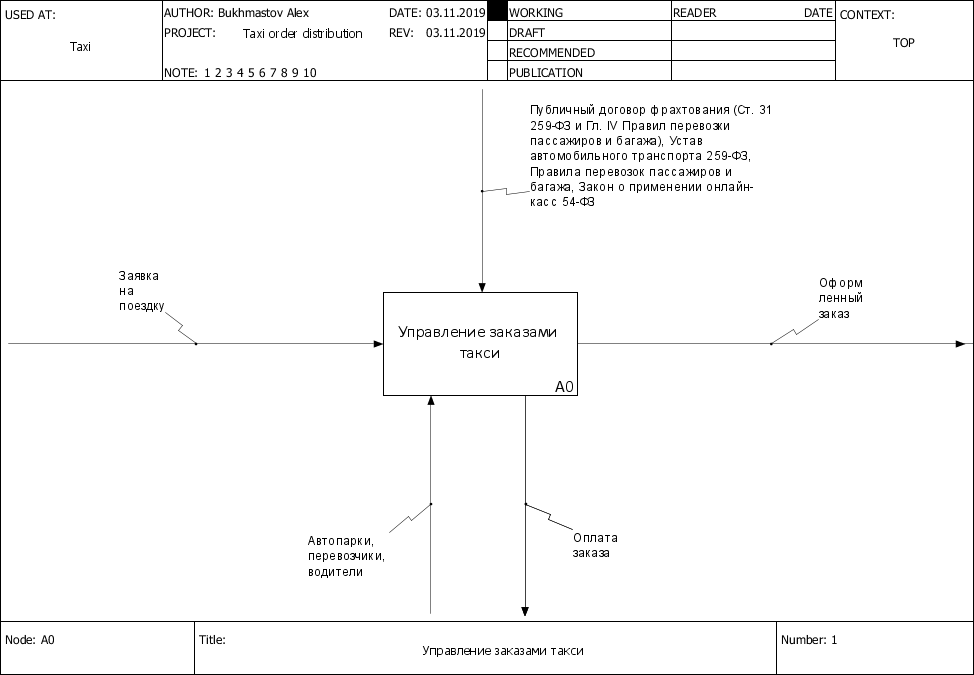 USED AT:
Taxi
AUTHOR: Bukhmastov Alex
DATE: 03.11.2019
PROJECT: Taxi order distribution
REV: 03.11.2019
NOTE: 1 2 3 4 5 6 7 8 9 10
WORKING
DRAFT
RECOMMENDED
PUBLICATION
READER
DATE
CONTEXT:
TOP
Публичный договор фрахтования (Ст. 31
259-ФЗ и Гл. IV Правил перевозки
пассажиров и багажа), Устав
автомобильного транспорта 259-ФЗ,
Правила перевозок пассажиров и
багажа, Закон о применении онлайн-
касс 54-ФЗ
Заявка
на
поездку
Оформ
ленный
заказ
Управление заказами
такси
A0
Автопарки,
перевозчики,
водители
Оплата
заказа
Node: A0
Title:
Управление заказами такси
Number: 1